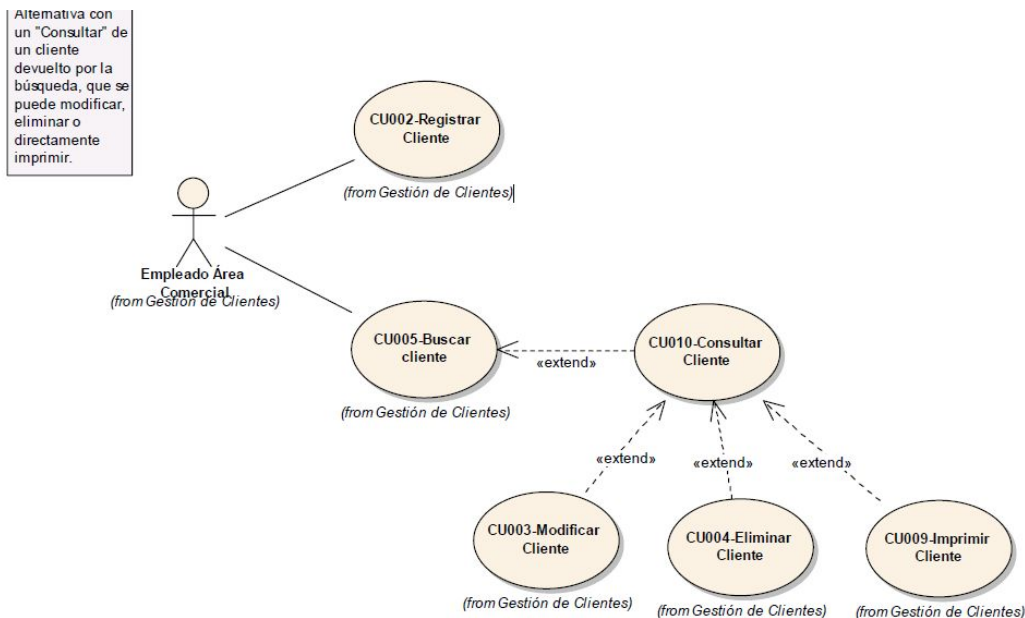 Alternativa con
un "Consultar" de
un cliente
devuelto por la
búsqueda, que se
puede modificar,
eliminar o
directamente
imprimir.
CU002-Registrar
Cliente
(from Gestión de Clientes)
Empleado Área
Comercial
(from Gestión de Clientes)
CU005-Buscar
cliente
(from Gestión de Clientes)
«extend»
CU010-Consultar
Cliente
«extend»
«extend»
«extend»
CU003-Modificar
Cliente
(from Gestión de Clientes)
CU004-Eliminar
Cliente
(from Gestión de Clientes)
CU009-Imprimir
Cliente
(from Gestión de Clientes)